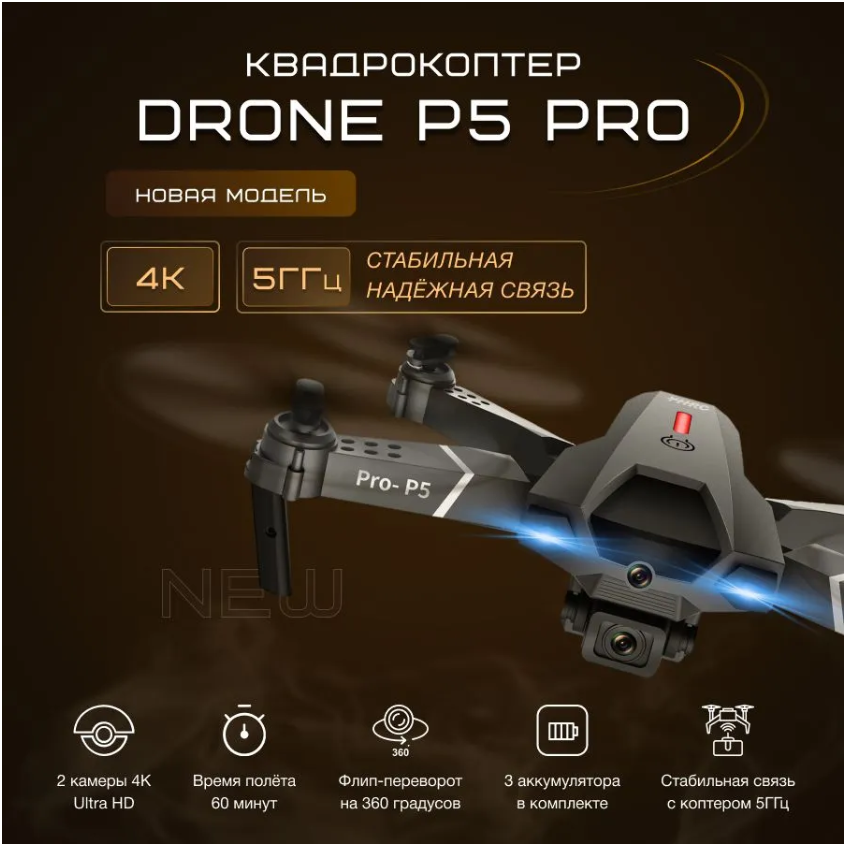 КВАДРОКОПТЕР
DRONE P5 PRO
НОВАЯ МОДЕЛЬ
4K
5ГГц
СТАБИЛЬНАЯ
НАДЁЖНАЯ СВЯЗЬ
Pro- P5
NEW
360
2 камеры 4K
Ultra HD
Время полёта
60 минут
Флип-переворот
на 360 градусов
3 аккумулятора
в комплекте
Стабильная связь
с коптером 5ГГц